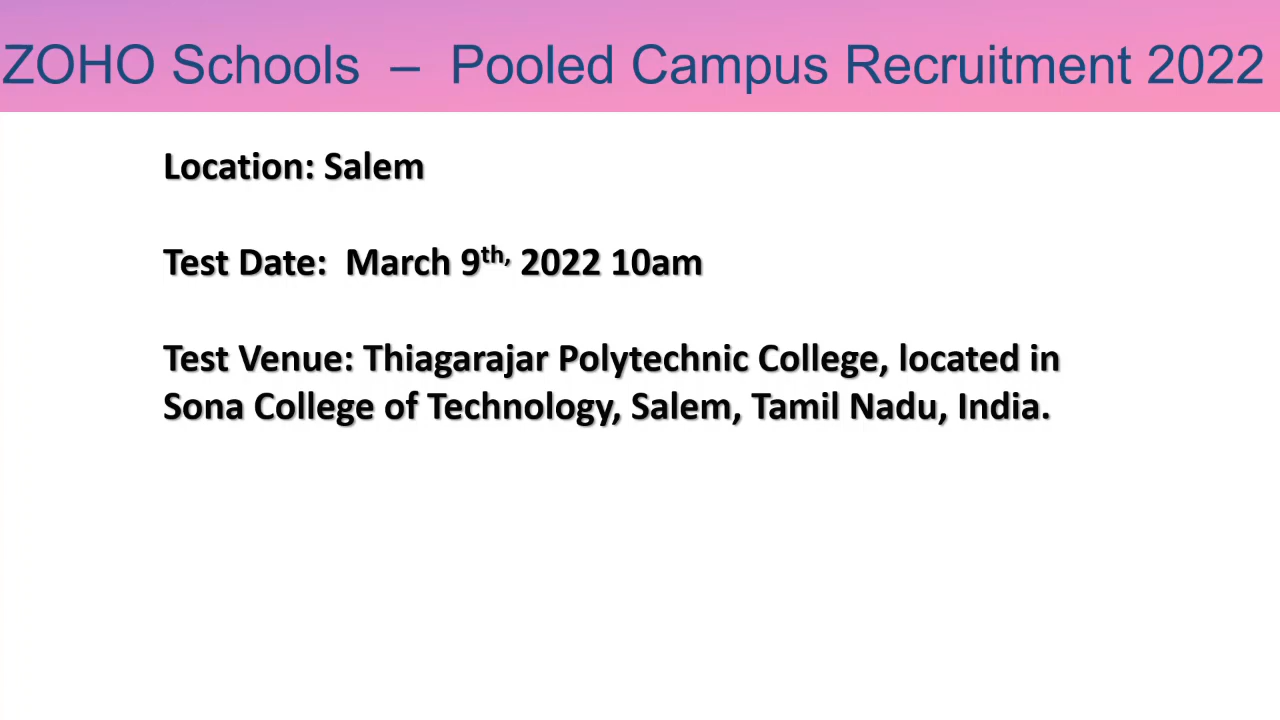 ZOHO Schools – Pooled Campus Recruitment 2022
Location: Salem
Test Date: March 9th, 2022 10am
Test Venue: Thiagarajar Polytechnic College, located in
Sona College of Technology, Salem, Tamil Nadu, India.